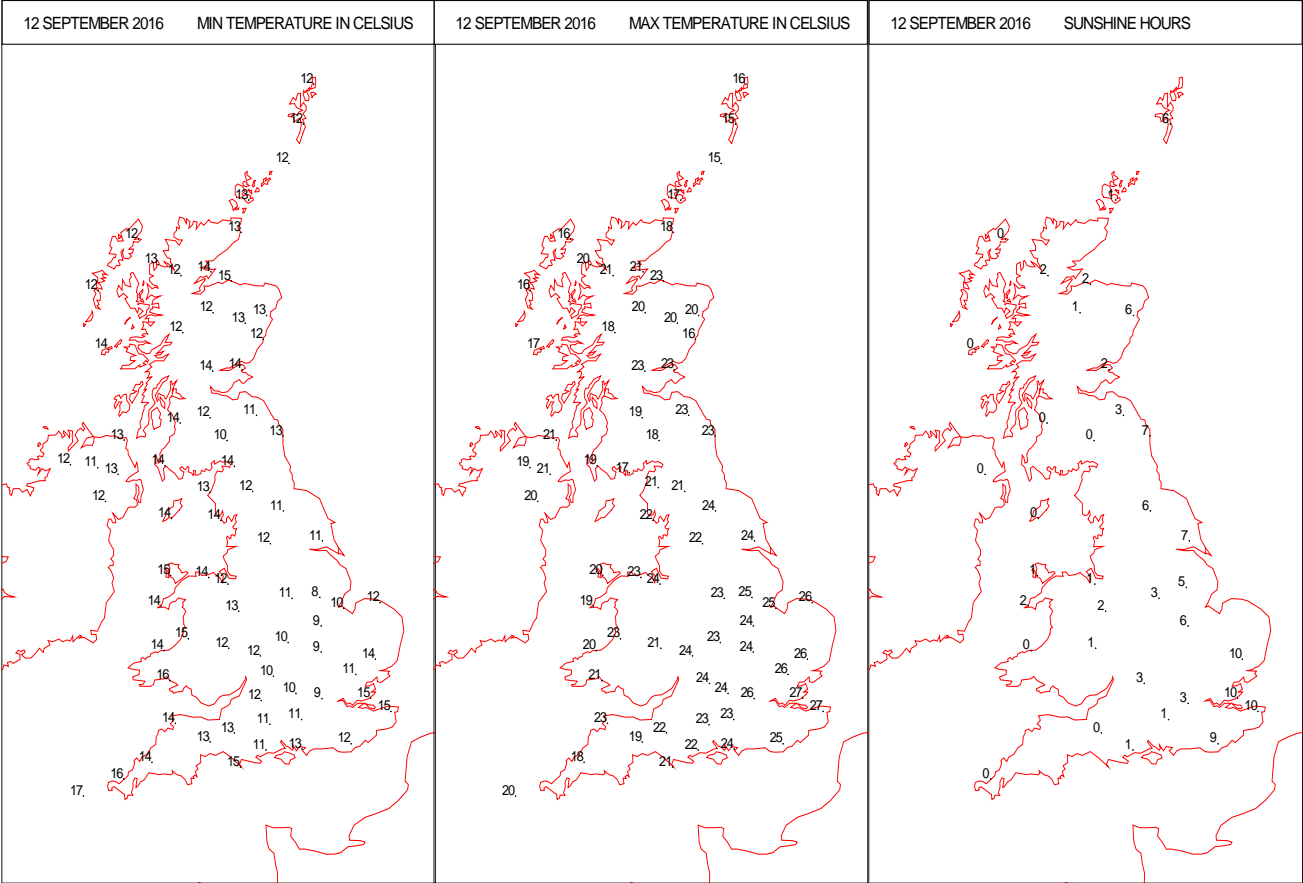 12 SEPTEMBER 2016 MIN TEMPERATURE IN CELSIUS
12
12
12
13
12 13
13 12 14 15
12
12 13 13
12 12
14
14 14
12 11
14
13 10 13
12 11 13 14 14
12 13 12
14 14 11
12 11
15 14 12
14 13 11 8 10 12
9
15
14 12 12 10 9 14
16 10 11
12 10 9 15
15
14 13 11 11
13 11 13 12
14 15
16
17
12 SEPTEMBER 2016 MAX TEMPERATURE IN CELSIUS
16
15
15
17
16 18
20 21 21 23
16
20 20 20
18 16
17
23 23
19 23
21 18 23
19 21 19 17
20 21 21
22 24
22 24
20 23 24
19 23 25 25 26
24
23 23
20 21 24 24 26
21 24 26
24 26 27
27
23 22 23 23
19 22 24 25
18 21
20
12 SEPTEMBER 2016 SUNSHINE HOURS
6
1
0
2 2
1 6
0
2
0 3
0 7
0
0 6
7
1 1
2 2 3 5
6
0 1 10
3
3 10
10
0 1
1 9
0